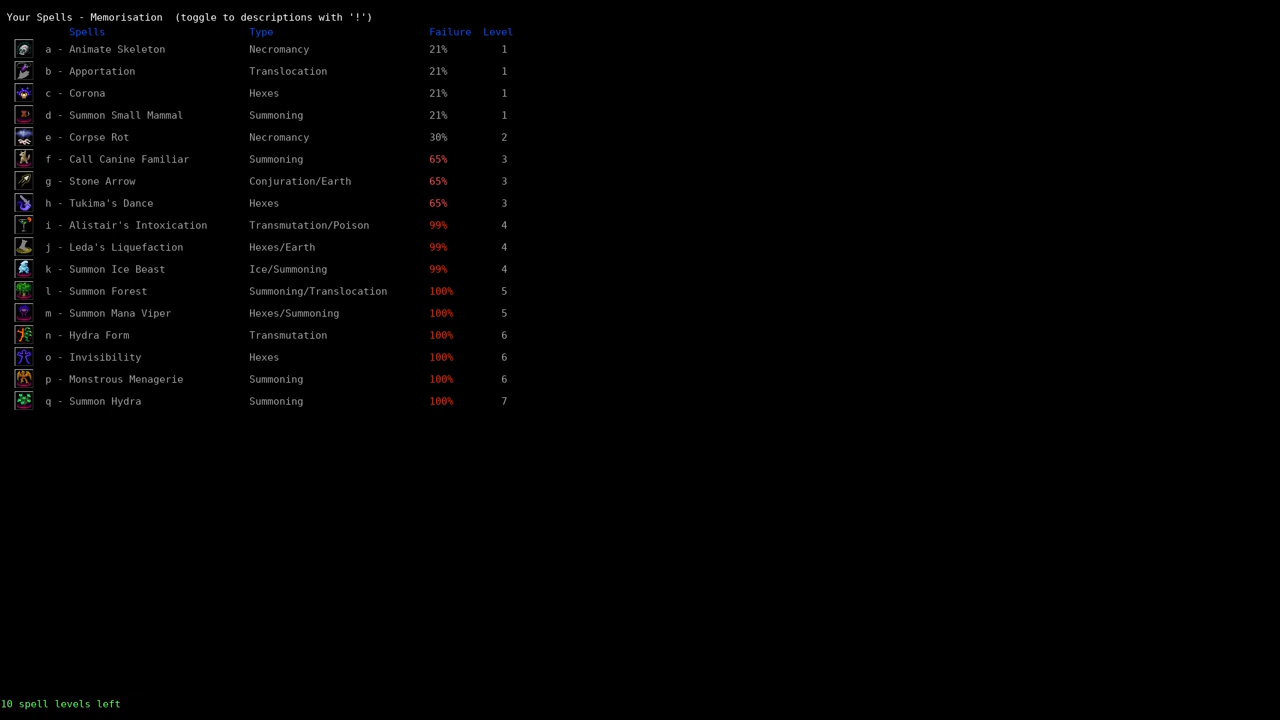 Your Spells - Memorisation  (toggle to descriptions with '!')
Spells Type Failure Level
a - Animate Skeleton Necromancy 21% 1
b - Apportation Translocation 21% 1
c - Corona Hexes 21% 1
d - Summon Small Mammal Summoning 21% 1
e - Corpse Rot Necromancy 30% 2
f - Call Canine Familiar Summoning 65% 3
g - Stone Arrow Conjuration/Earth 65% 3
h - Tukima's Dance Hexes 65% 3
i - Alistair's Intoxication Transmutation/Poison 99% 4
j - Leda's Liquefaction Hexes/Earth 99% 4
k - Summon Ice Beast Ice/Summoning 99% 4
l - Summon Forest Summoning/Translocation 100% 5
m - Summon Mana Viper Hexes/Summoning 100% 5
n - Hydra Form Transmutation 100% 6
o - Invisibility Hexes 100% 6
p - Monstrous Menagerie Summoning 100% 6
q - Summon Hydra Summoning 100% 7
10 spell levels left